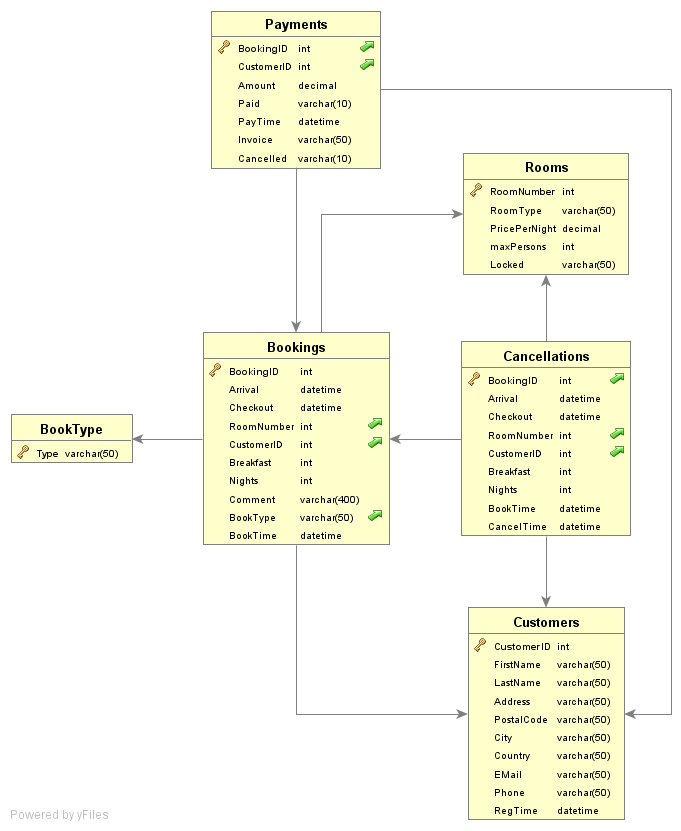 Payments
BookingID int
CustomerID int
Amount decimal
Paid varchar(10)
PayTime datetime
Invoice varchar(50)
Cancelled varchar(10)
Rooms
RoomNumber int
RoomType varchar(50)
PricePerNight decimal
maxPersons int
Locked varchar(50)
Bookings
BookingID int
Arrival datetime
Checkout datetime
RoomNumber int
CustomerID int
Breakfast int
Nights int
Comment varchar(400)
BookType varchar(50)
BookTime datetime
Cancellations
BookingID int
Arrival datetime
Checkout datetime
RoomNumber int
CustomerID int
Breakfast int
Nights int
BookTime datetime
CancelTime datetime
BookType
Type varchar(50)
Customers
CustomerID int
FirstName varchar(50)
LastName varchar(50)
Address varchar(50)
PostalCode varchar(50)
City varchar(50)
Country varchar(50)
EMail varchar(50)
Phone varchar(50)
RegTime datetime
Powered by yFiles